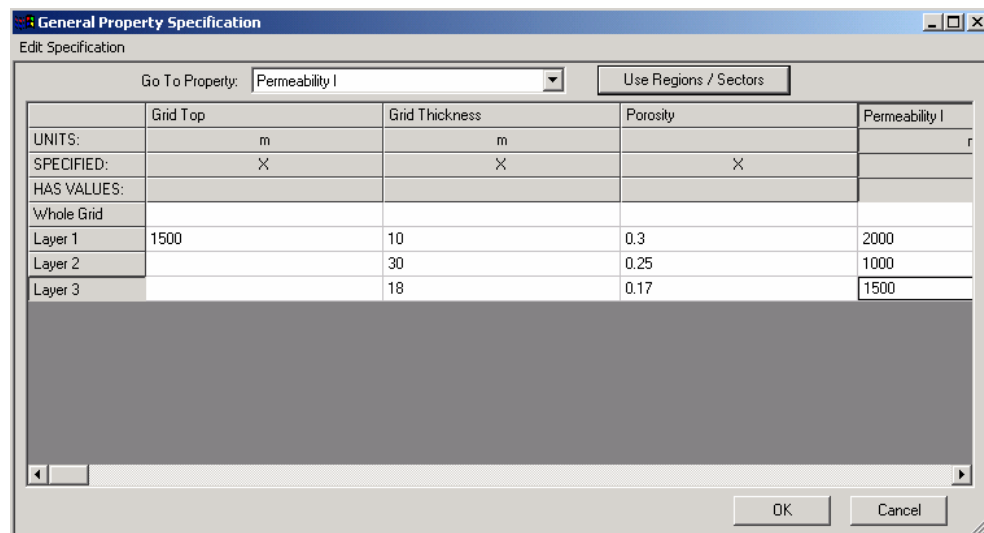 General Property Specification
Edit Specification
Go To Property: Permeability I Use Regions / Sectors
Grid Top Grid Thickness Porosity Permeability I
UNITS: m m
SPECIFIED: X X X
HAS VALUES:
Whole Grid
Layer 1 1500 10 0.3 2000
Layer 2 30 0.25 1000
Layer 3 18 0.17 1500
OK Cancel